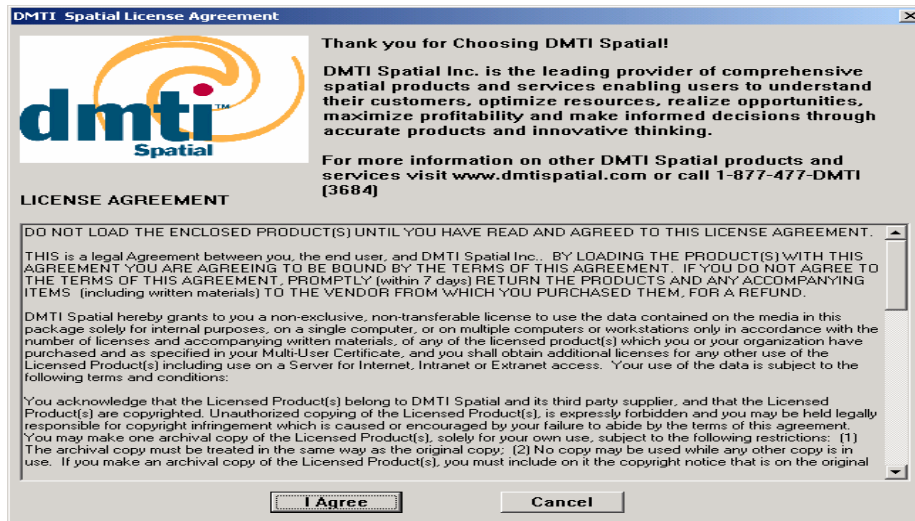 DMTI Spatial License Agreement
dmti™
Spatial
Thank you for Choosing DMTI Spatial!
DMTI Spatial Inc. is the leading provider of comprehensive
spatial products and services enabling users to understand
their customers, optimize resources, realize opportunities,
maximize profitability and make informed decisions through
accurate products and innovative thinking.
For more information on other DMTI Spatial products and
services visit www.dmtispatial.com or call 1-877-477-DMTI
(3684)
LICENSE AGREEMENT
DO NOT LOAD THE ENCLOSED PRODUCT(S) UNTIL YOU HAVE READ AND AGREED TO THIS LICENSE AGREEMENT.
THIS is a legal Agreement between you, the end user, and DMTI Spatial Inc.. BY LOADING THE PRODUCT(S) WITH THIS
AGREEMENT YOU ARE AGREEING TO BE BOUND BY THE TERMS OF THIS AGREEMENT. IF YOU DO NOT AGREE TO
THE TERMS OF THIS AGREEMENT, PROMPTLY (within 7 days) RETURN THE PRODUCTS AND ANY ACCOMPANYING
ITEMS (including written materials) TO THE VENDOR FROM WHICH YOU PURCHASED THEM, FOR A REFUND.
DMTI Spatial hereby grants to you a non-exclusive, non-transferable license to use the data contained on the media in this
package solely for internal purposes, on a single computer, or on multiple computers or workstations only in accordance with the
number of licenses and accompanying written materials, of any of the licensed product(s) which you or your organization have
purchased and as specified in your Multi-User Certificate, and you shall obtain additional licenses for any other use of the
Licensed Product(s) including use on a Server for Internet, Intranet or Extranet access. Your use of the data is subject to the
following terms and conditions:
You acknowledge that the Licensed Product(s) belong to DMTI Spatial and its third party supplier, and that the Licensed
Product(s) are copyrighted. Unauthorized copying of the Licensed Product(s), is expressly forbidden and you may be held legally
responsible for copyright infringement which is caused or encouraged by your failure to abide by the terms of this agreement.
You may make one archival copy of the Licensed Product(s), solely for your own use, subject to the following restrictions: (1)
The archival copy must be treated in the same way as the original copy; (2) No copy may be used while any other copy is in
use. If you make an archival copy of the Licensed Product(s), you must include on it the copyright notice that is on the original
I Agree
Cancel